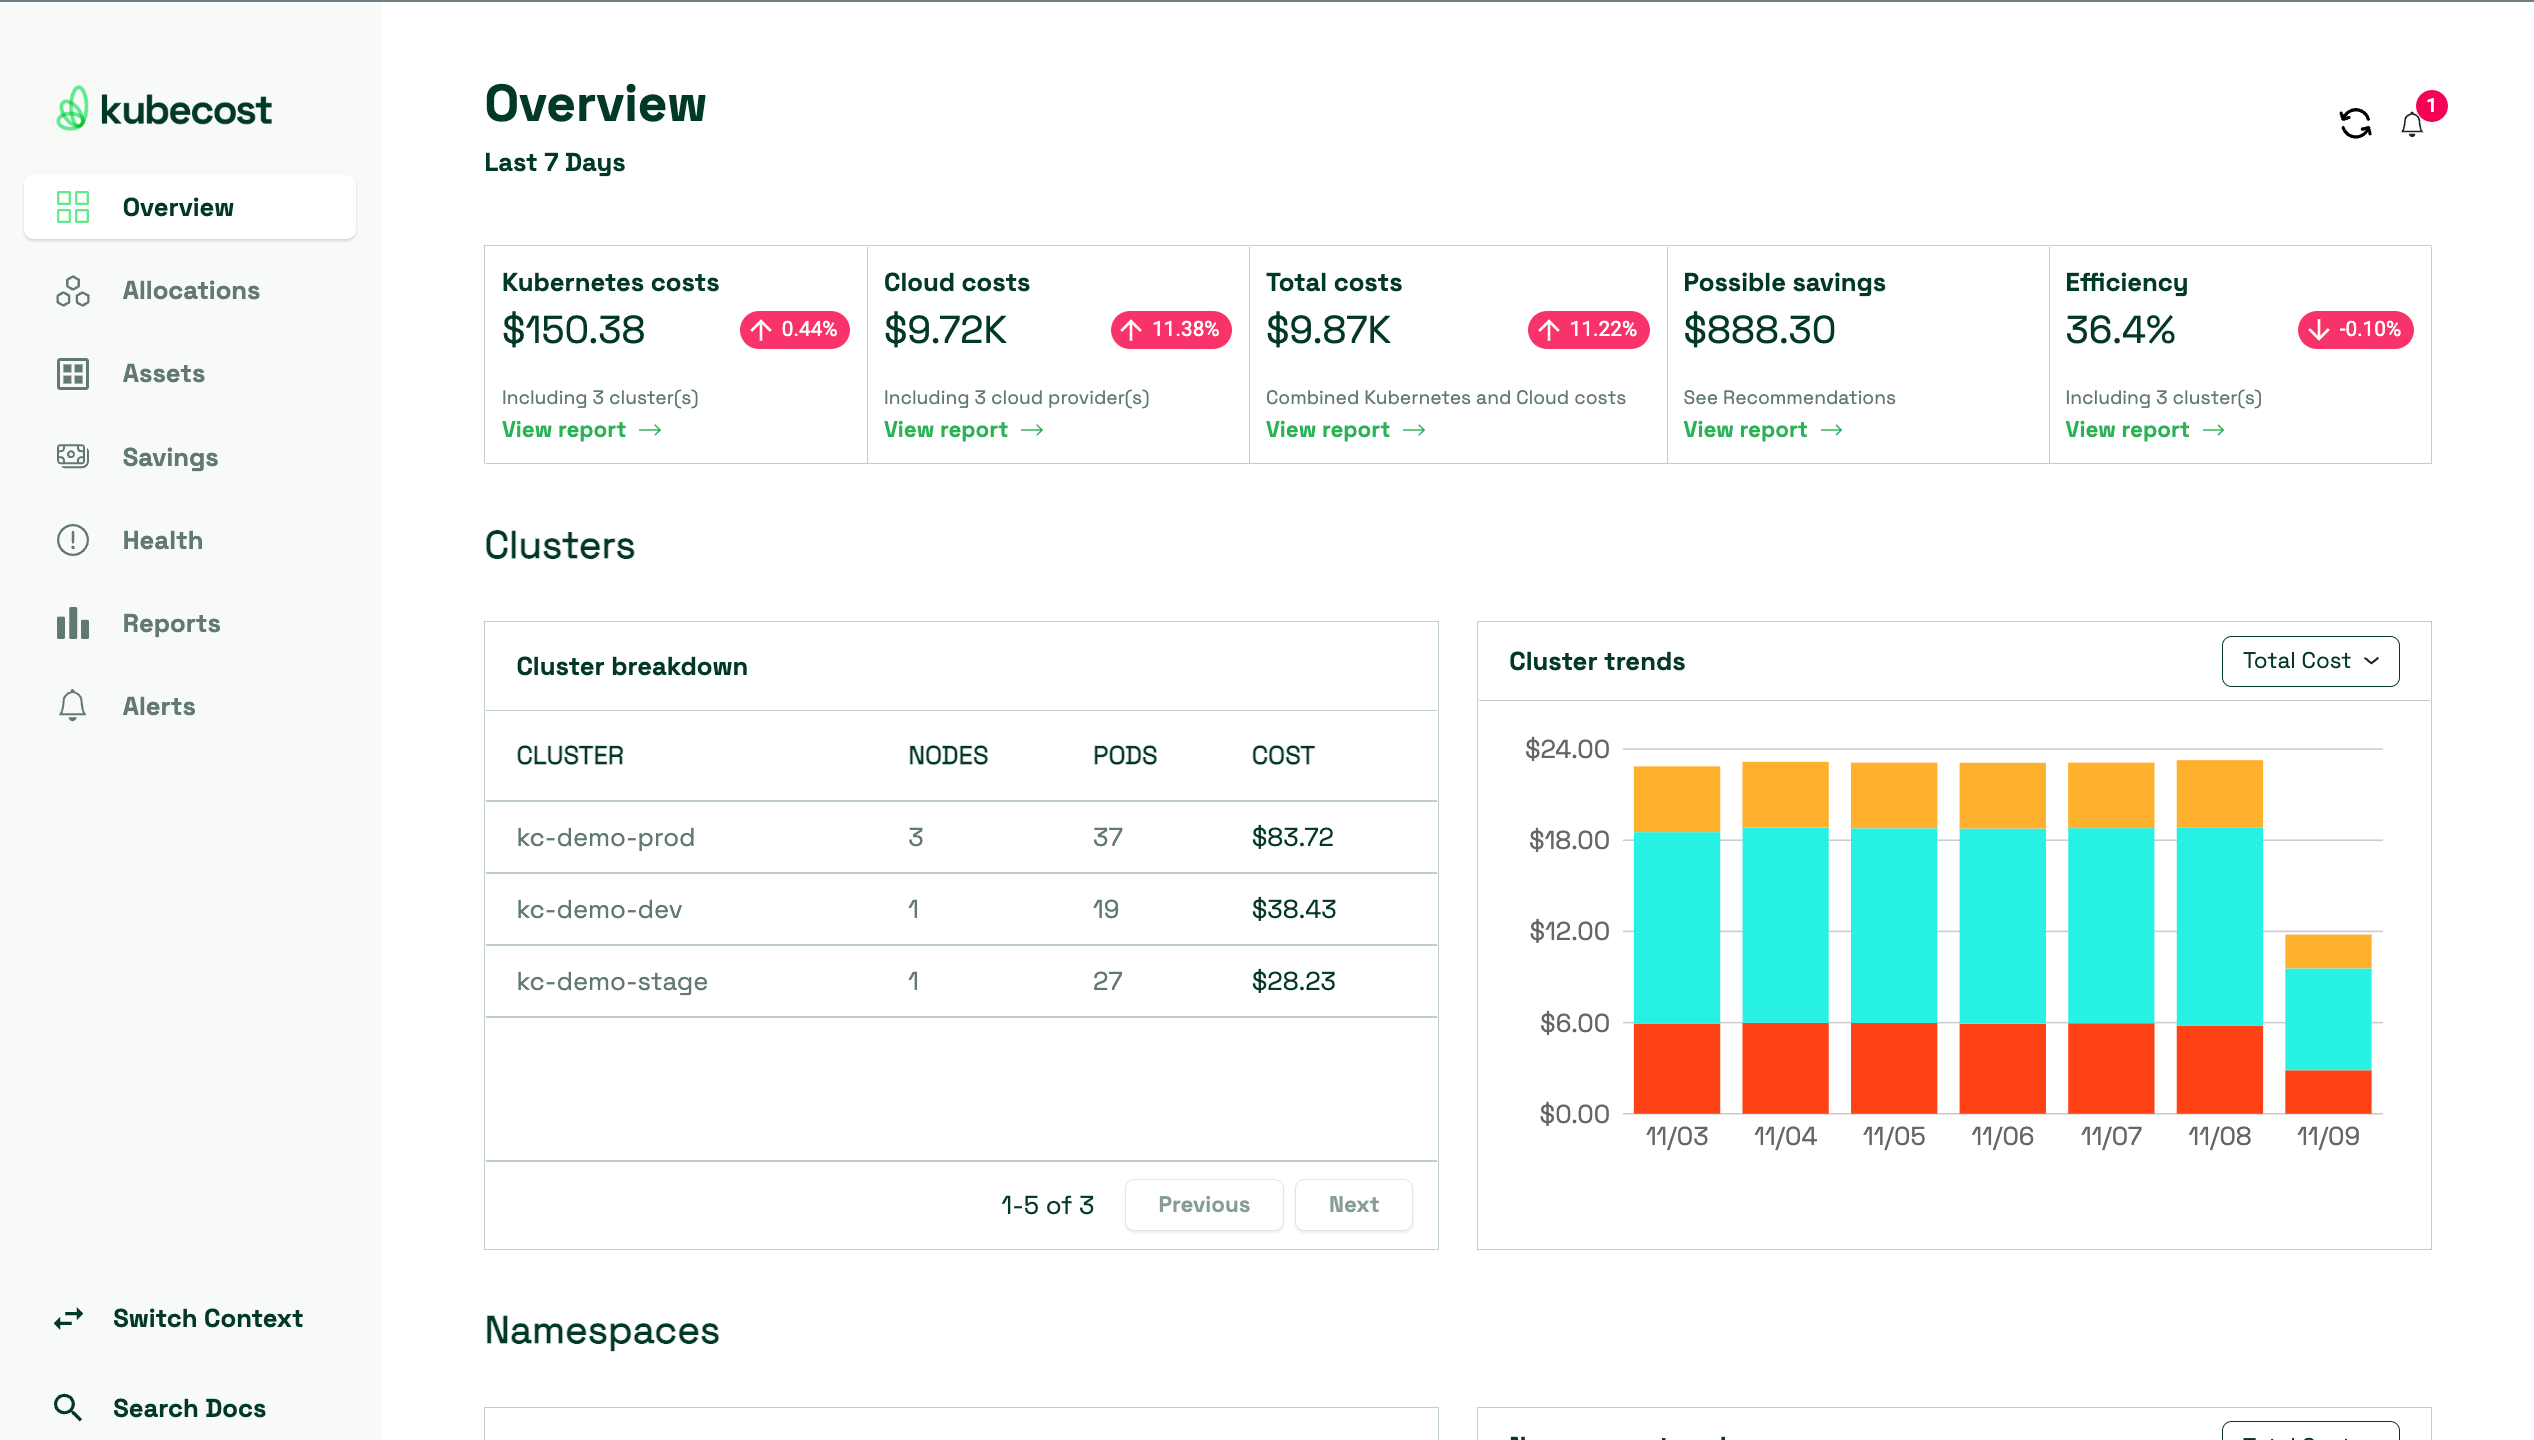 kubecost
Overview
Allocations
Assets
Savings
Health
Reports
Alerts
Switch Context
Search Docs
Overview
Last 7 Days
1
Kubernetes costs
$150.38
0.44%
Including 3 cluster(s)
View report
Cloud costs
$9.72K
11.38%
Including 3 cloud provider(s)
View report
Total costs
$9.87K
11.22%
Combined Kubernetes and Cloud costs
View report
Possible savings
$888.30
See Recommendations
View report
Efficiency
36.4%
-0.10%
Including 3 cluster(s)
View report
Clusters
Cluster breakdown
CLUSTER NODES PODS COST
kc-demo-prod 3 37 $83.72
kc-demo-dev 1 19 $38.43
kc-demo-stage 1 27 $28.23
1-5 of 3 Previous Next
Cluster trends
Total Cost
$24.00
$18.00
$12.00
$6.00
$0.00
11/03 11/04 11/05 11/06 11/07 11/08 11/09
Namespaces